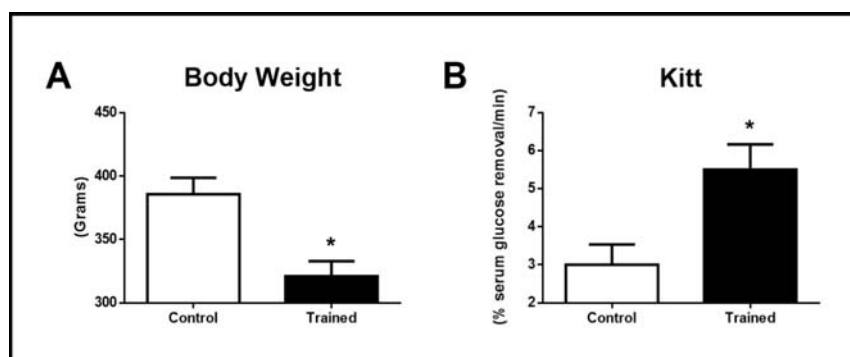 A Body Weight
450
400
350
300
(Grams)
*
Control Trained
B Kitt
7
6
5
4
3
2
(% serum glucose removal/min)
*
Control Trained